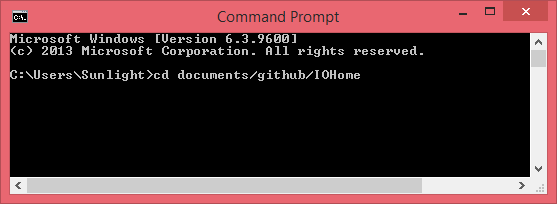 Command Prompt
Microsoft Windows [Version 6.3.9600]
(c) 2013 Microsoft Corporation. All rights reserved.
C:\Users\Sunlight>cd documents/github/IOHome